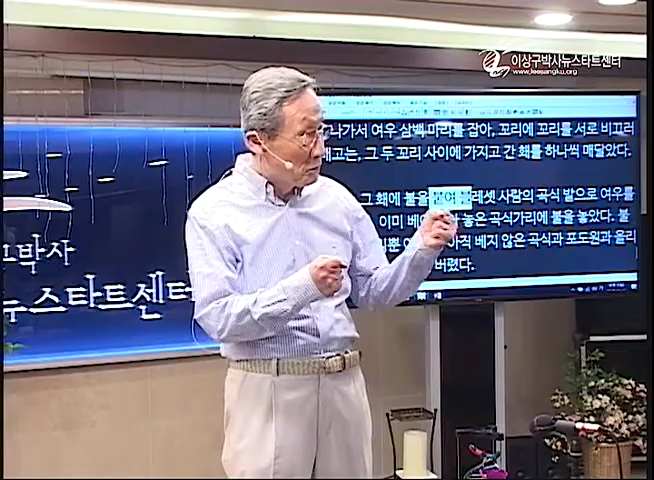 이상구박사뉴스타트센터
www.leesangku.org
나가서 여우 삼백 마리를 잡아, 꼬리에 꼬리를 서로 비끄러
매고는, 그 두 꼬리 사이에 가지고 간 홰를 하나씩 매달았다.
그 홰에 불을 블레셋 사람의 곡식 밭으로 여우를
이미 베 놓은 곡식가리에 불을 놓았다. 불
뿐 아직 베지 않은 곡식과 포도원과 올리
버렸다.
박사
뉴스타트센터